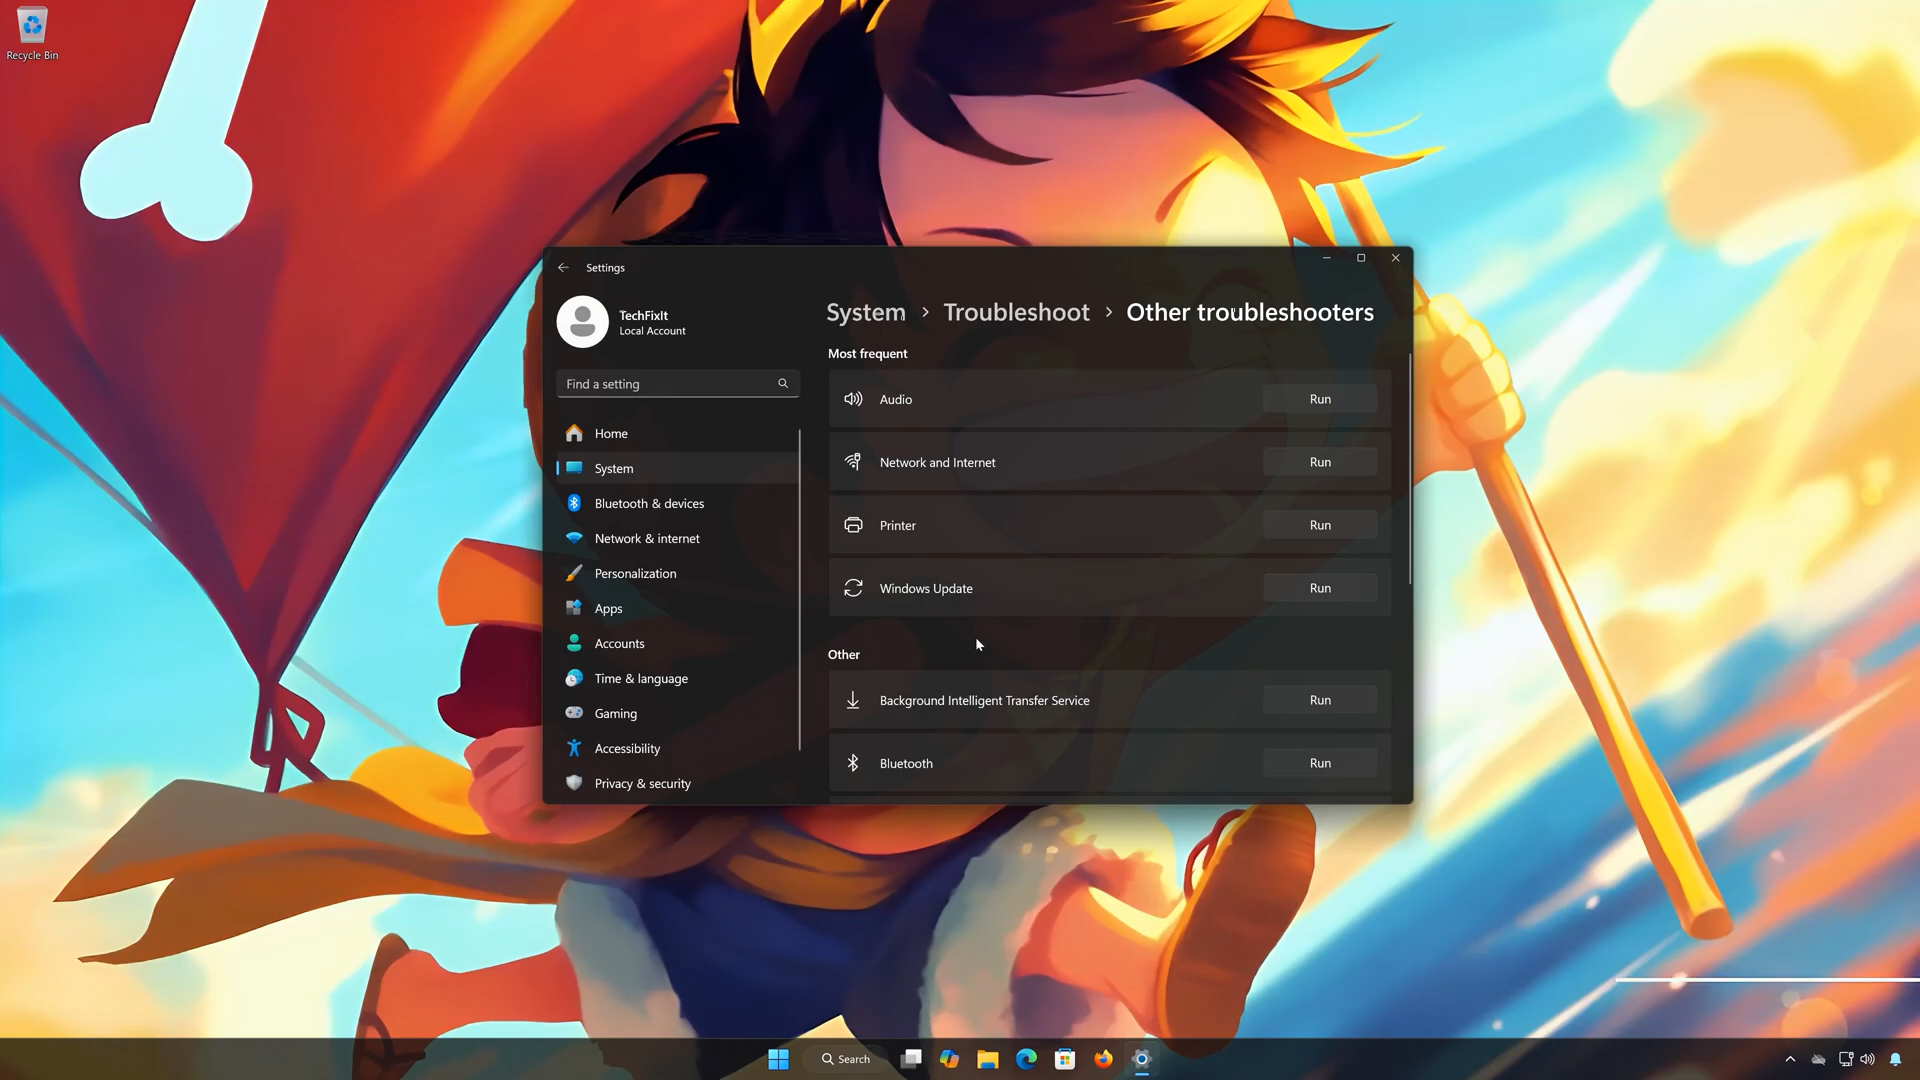 Recycle Bin
Settings
TechFixIt
Local Account
Find a setting
Home
System
Bluetooth & devices
Network & internet
Personalization
Apps
Accounts
Time & language
Gaming
Accessibility
Privacy & security
System > Troubleshoot > Other troubleshooters
Most frequent
Audio Run
Network and Internet Run
Printer Run
Windows Update Run
Other
Background Intelligent Transfer Service Run
Bluetooth Run
Search